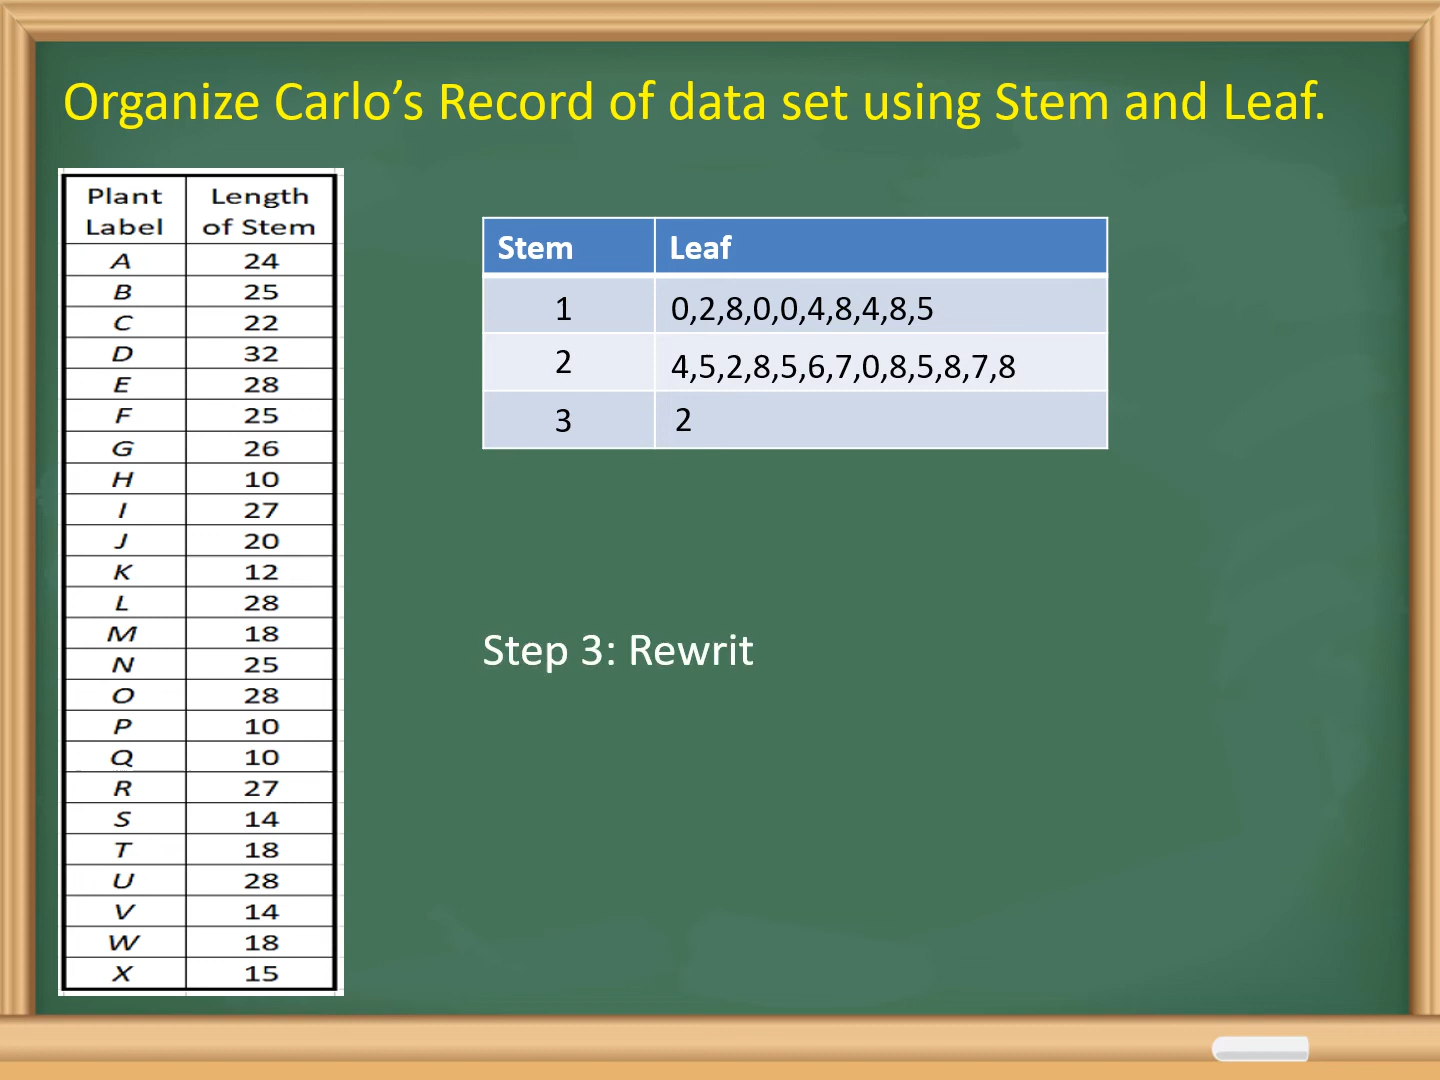 Organize Carlo’s Record of data set using Stem and Leaf.
Plant Label Length of Stem
A 24
B 25
C 22
D 32
E 28
F 25
G 26
H 10
I 27
J 20
K 12
L 28
M 18
N 25
O 28
P 10
Q 10
R 27
S 14
T 18
U 28
V 14
W 18
X 15
Stem Leaf
1 0,2,8,0,0,4,8,4,8,5
2 4,5,2,8,5,6,7,0,8,5,8,7,8
3 2
Step 3: Rewrit